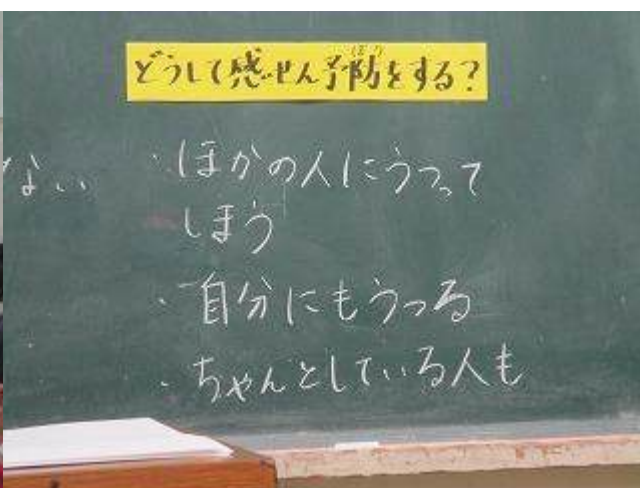 どうして感せん予防をする?
ぼう
ない
・ほかの人にうつって
しほう
・自分にもうつる
・ちゃんとしている人も